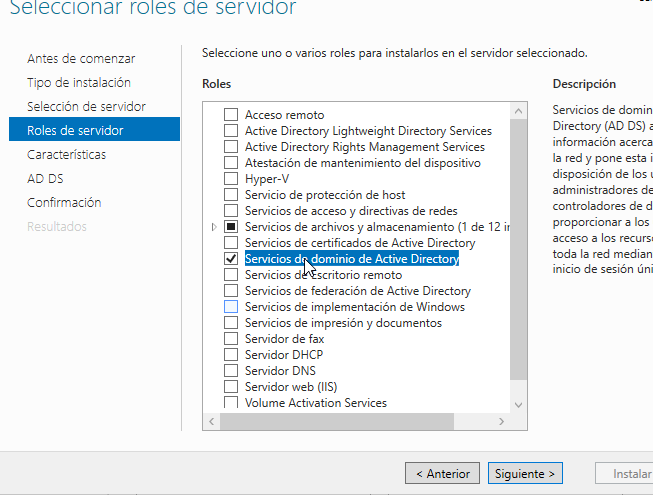 Seleccionar roles de servidor
Antes de comenzar
Tipo de instalación
Selección de servidor
Roles de servidor
Características
AD DS
Confirmación
Resultados
Seleccione uno o varios roles para instalarlos en el servidor seleccionado.
Roles
Acceso remoto
Active Directory Lightweight Directory Services
Active Directory Rights Management Services
Atestación de mantenimiento del dispositivo
Hyper-V
Servicio de protección de host
Servicios de acceso y directivas de redes
Servicios de archivos y almacenamiento (1 de 12 in
Servicios de certificados de Active Directory
Servicios de dominio de Active Directory
Servicios de Escritorio remoto
Servicios de federación de Active Directory
Servicios de implementación de Windows
Servicios de impresión y documentos
Servidor de fax
Servidor DHCP
Servidor DNS
Servidor web (IIS)
Volume Activation Services
Descripción
Servicios de domin
Directory (AD DS) a
información acerca
la red y pone esta i
disposición de los u
administradores de
controladores de d
proporcionar a los
acceso a los recurs
toda la red median
inicio de sesión úni
< Anterior
Siguiente >
Instalar